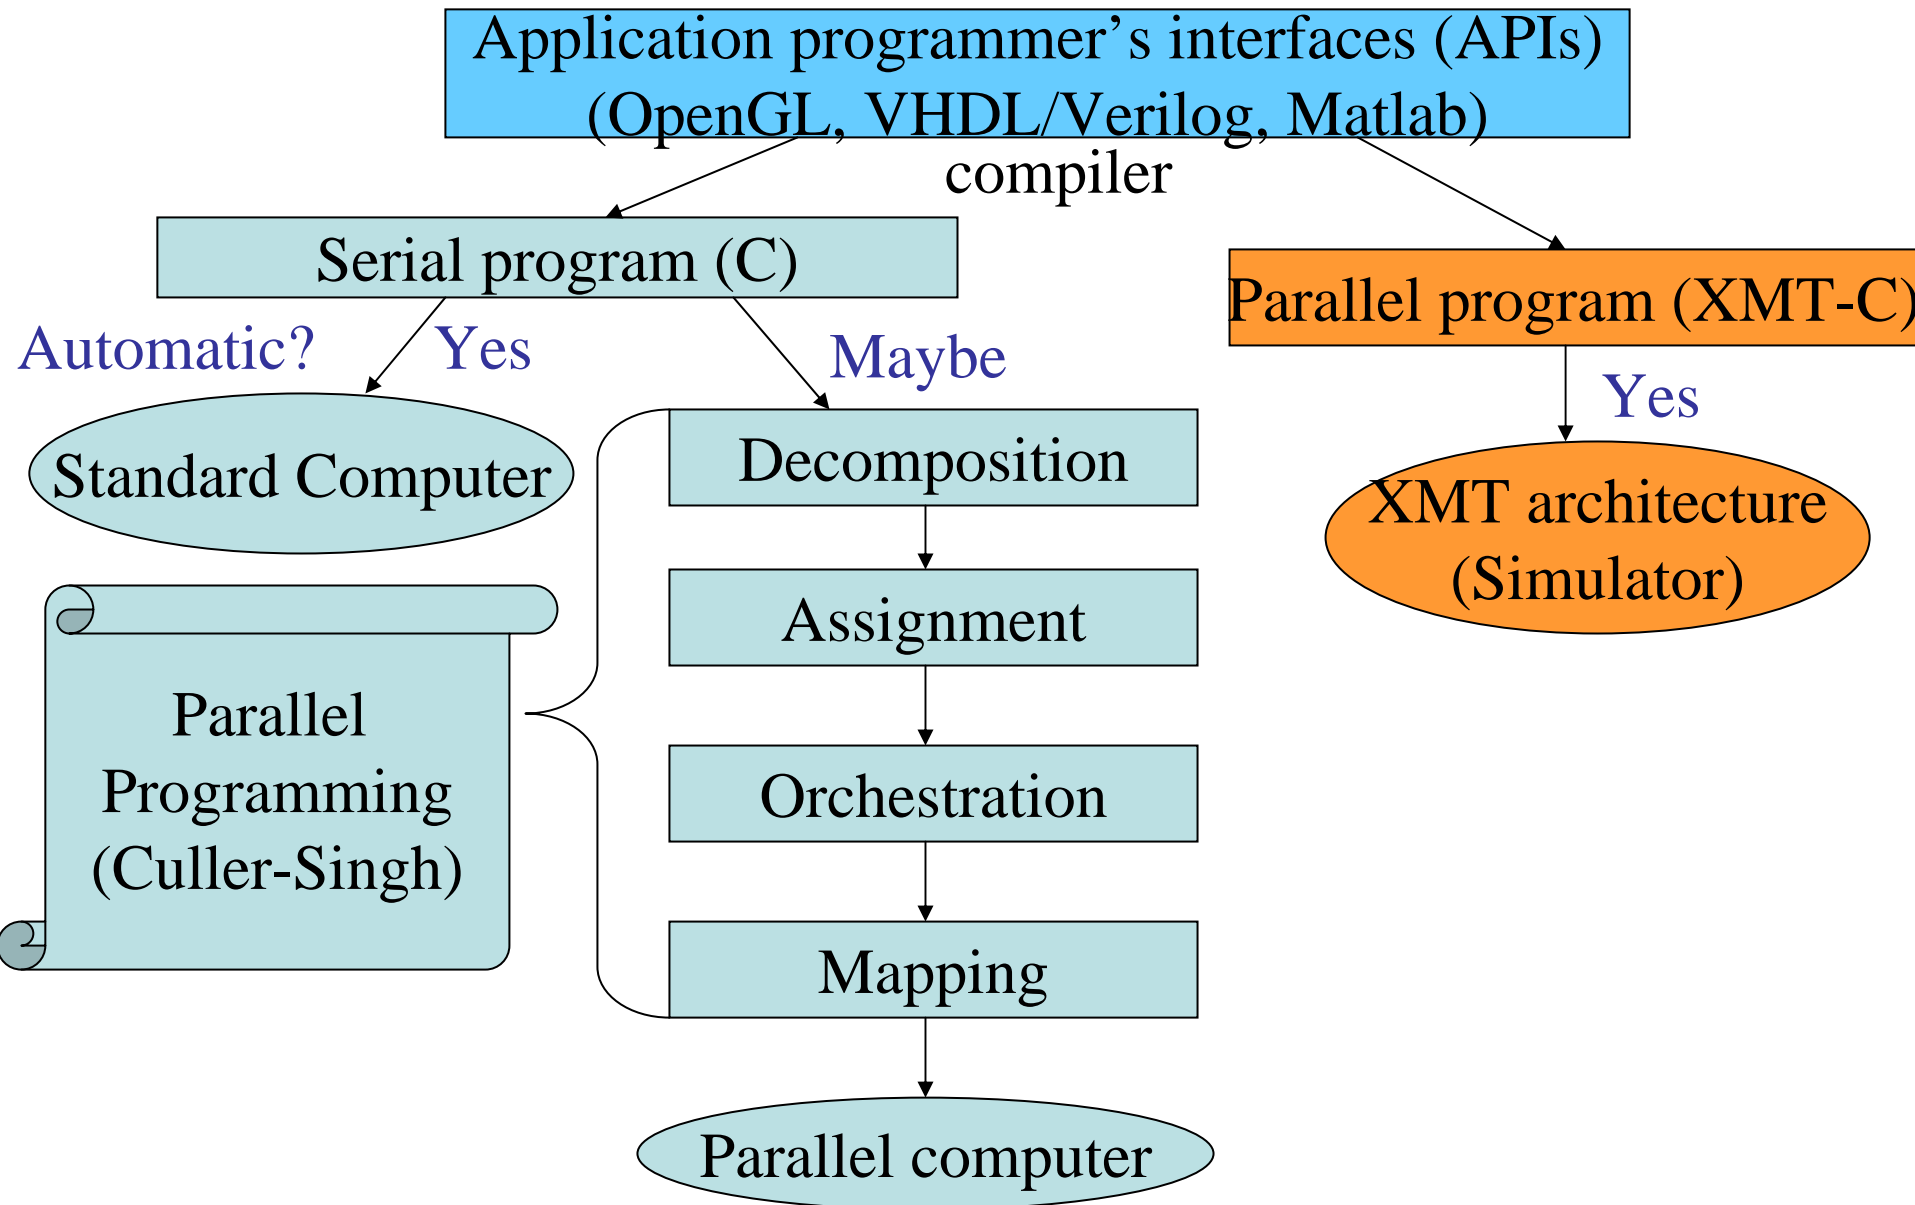 Application programmer’s interfaces (APIs)
(OpenGL, VHDL/Verilog, Matlab)
compiler
Serial program (C)
Parallel program (XMT-C)
Automatic?
Yes
Maybe
Yes
Standard Computer
Decomposition
XMT architecture
(Simulator)
Assignment
Parallel
Programming
(Culler-Singh)
Orchestration
Mapping
Parallel computer